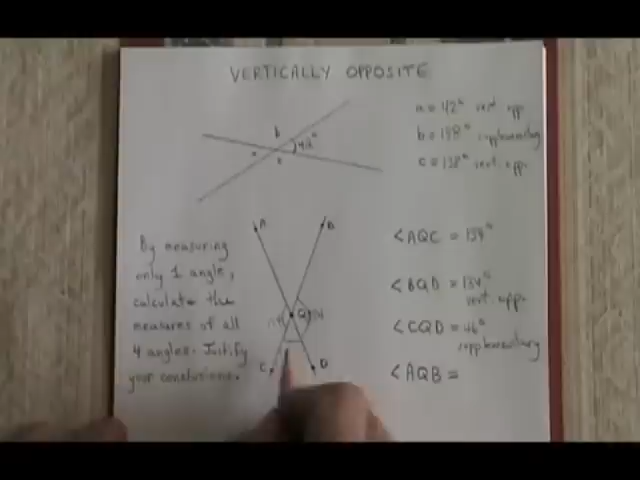 VERTICALLY OPPOSITE
a = 42° vert. opp.
b = 138° supplementary
c = 138° vert. opp.
b
42°
a
c
A
B
By measuring
only 1 angle,
calculate the
measures of all
4 angles. Justify
your conclusions.
Q
C
D
<AQC = 134°
<BQD = 134°
vert. opp.
<CQD = 46°
supplementary
<AQB =